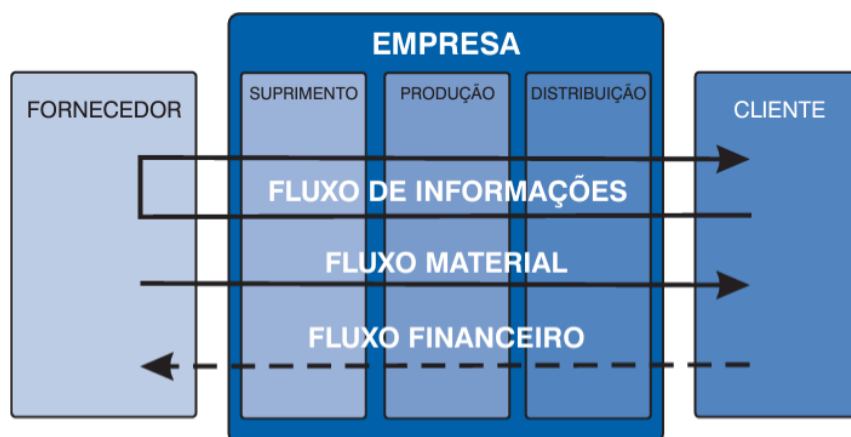 EMPRESA
FORNECEDOR
SUPRIMENTO
PRODUÇÃO
DISTRIBUIÇÃO
CLIENTE
FLUXO DE INFORMAÇÕES
FLUXO MATERIAL
FLUXO FINANCEIRO